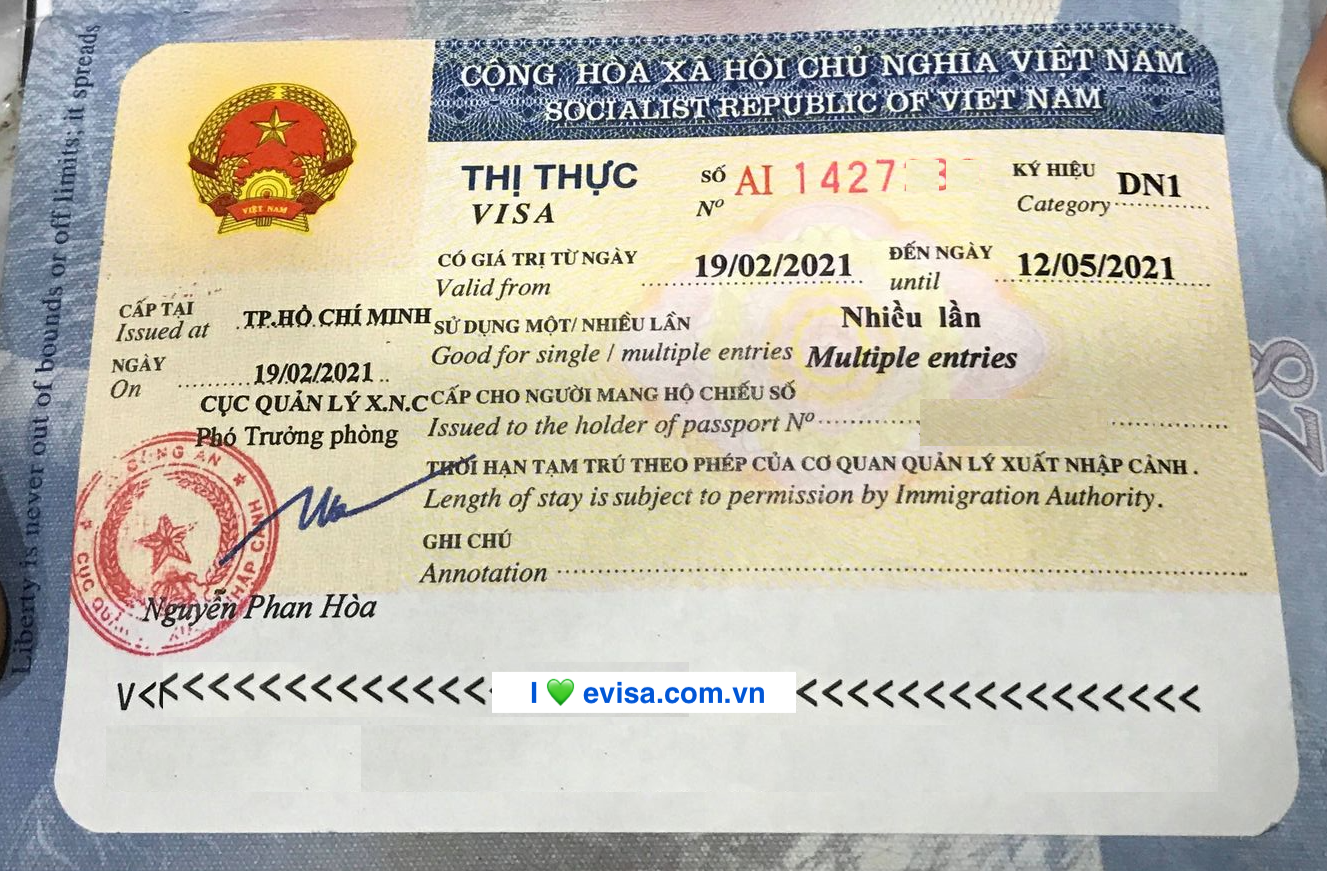 Liberty is never out of bounds or off limits; it spreads
CỘNG HÒA XÃ HỘI CHỦ NGHĨA VIỆT NAM
SOCIALIST REPUBLIC OF VIET NAM
VIỆT NAM
THỊ THỰC
VISA
SỐ AI 1427
Nº
KÝ HIỆU DN1
Category
CÓ GIÁ TRỊ TỪ NGÀY 19/02/2021 ĐẾN NGÀY 12/05/2021
Valid from until
CẤP TẠI TP.HỒ CHÍ MINH
Issued at
NGÀY 19/02/2021
On
CỤC QUẢN LÝ X.N.C
Phó Trưởng phòng
SỬ DỤNG MỘT/ NHIỀU LẦN Nhiều lần
Good for single / multiple entries Multiple entries
CẤP CHO NGƯỜI MANG HỘ CHIẾU SỐ
Issued to the holder of passport Nº
THỜI HẠN TẠM TRÚ THEO PHÉP CỦA CƠ QUAN QUẢN LÝ XUẤT NHẬP CẢNH.
Length of stay is subject to permission by Immigration Authority.
GHI CHÚ
Annotation
CÔNG AN
CỤC
NHẬP
Nguyễn Phan Hòa
I 💚 evisa.com.vn
78